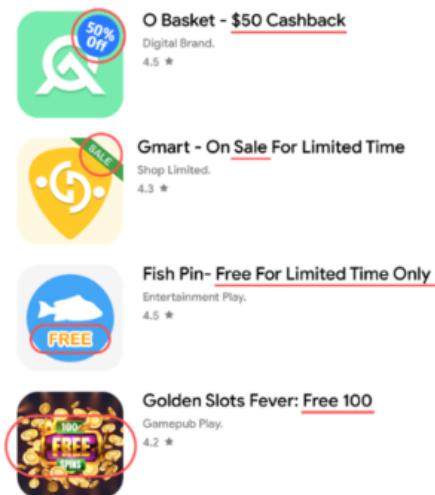 50%
Off
O Basket - $50 Cashback
Digital Brand.
4.5 ★
SALE
Gmart - On Sale For Limited Time
Shop Limited.
4.3 ★
Fish Pin- Free For Limited Time Only
Entertainment Play.
4.5 ★
FREE
Golden Slots Fever: Free 100
Gamepub Play.
4.2 ★
100
FREE
SPINS